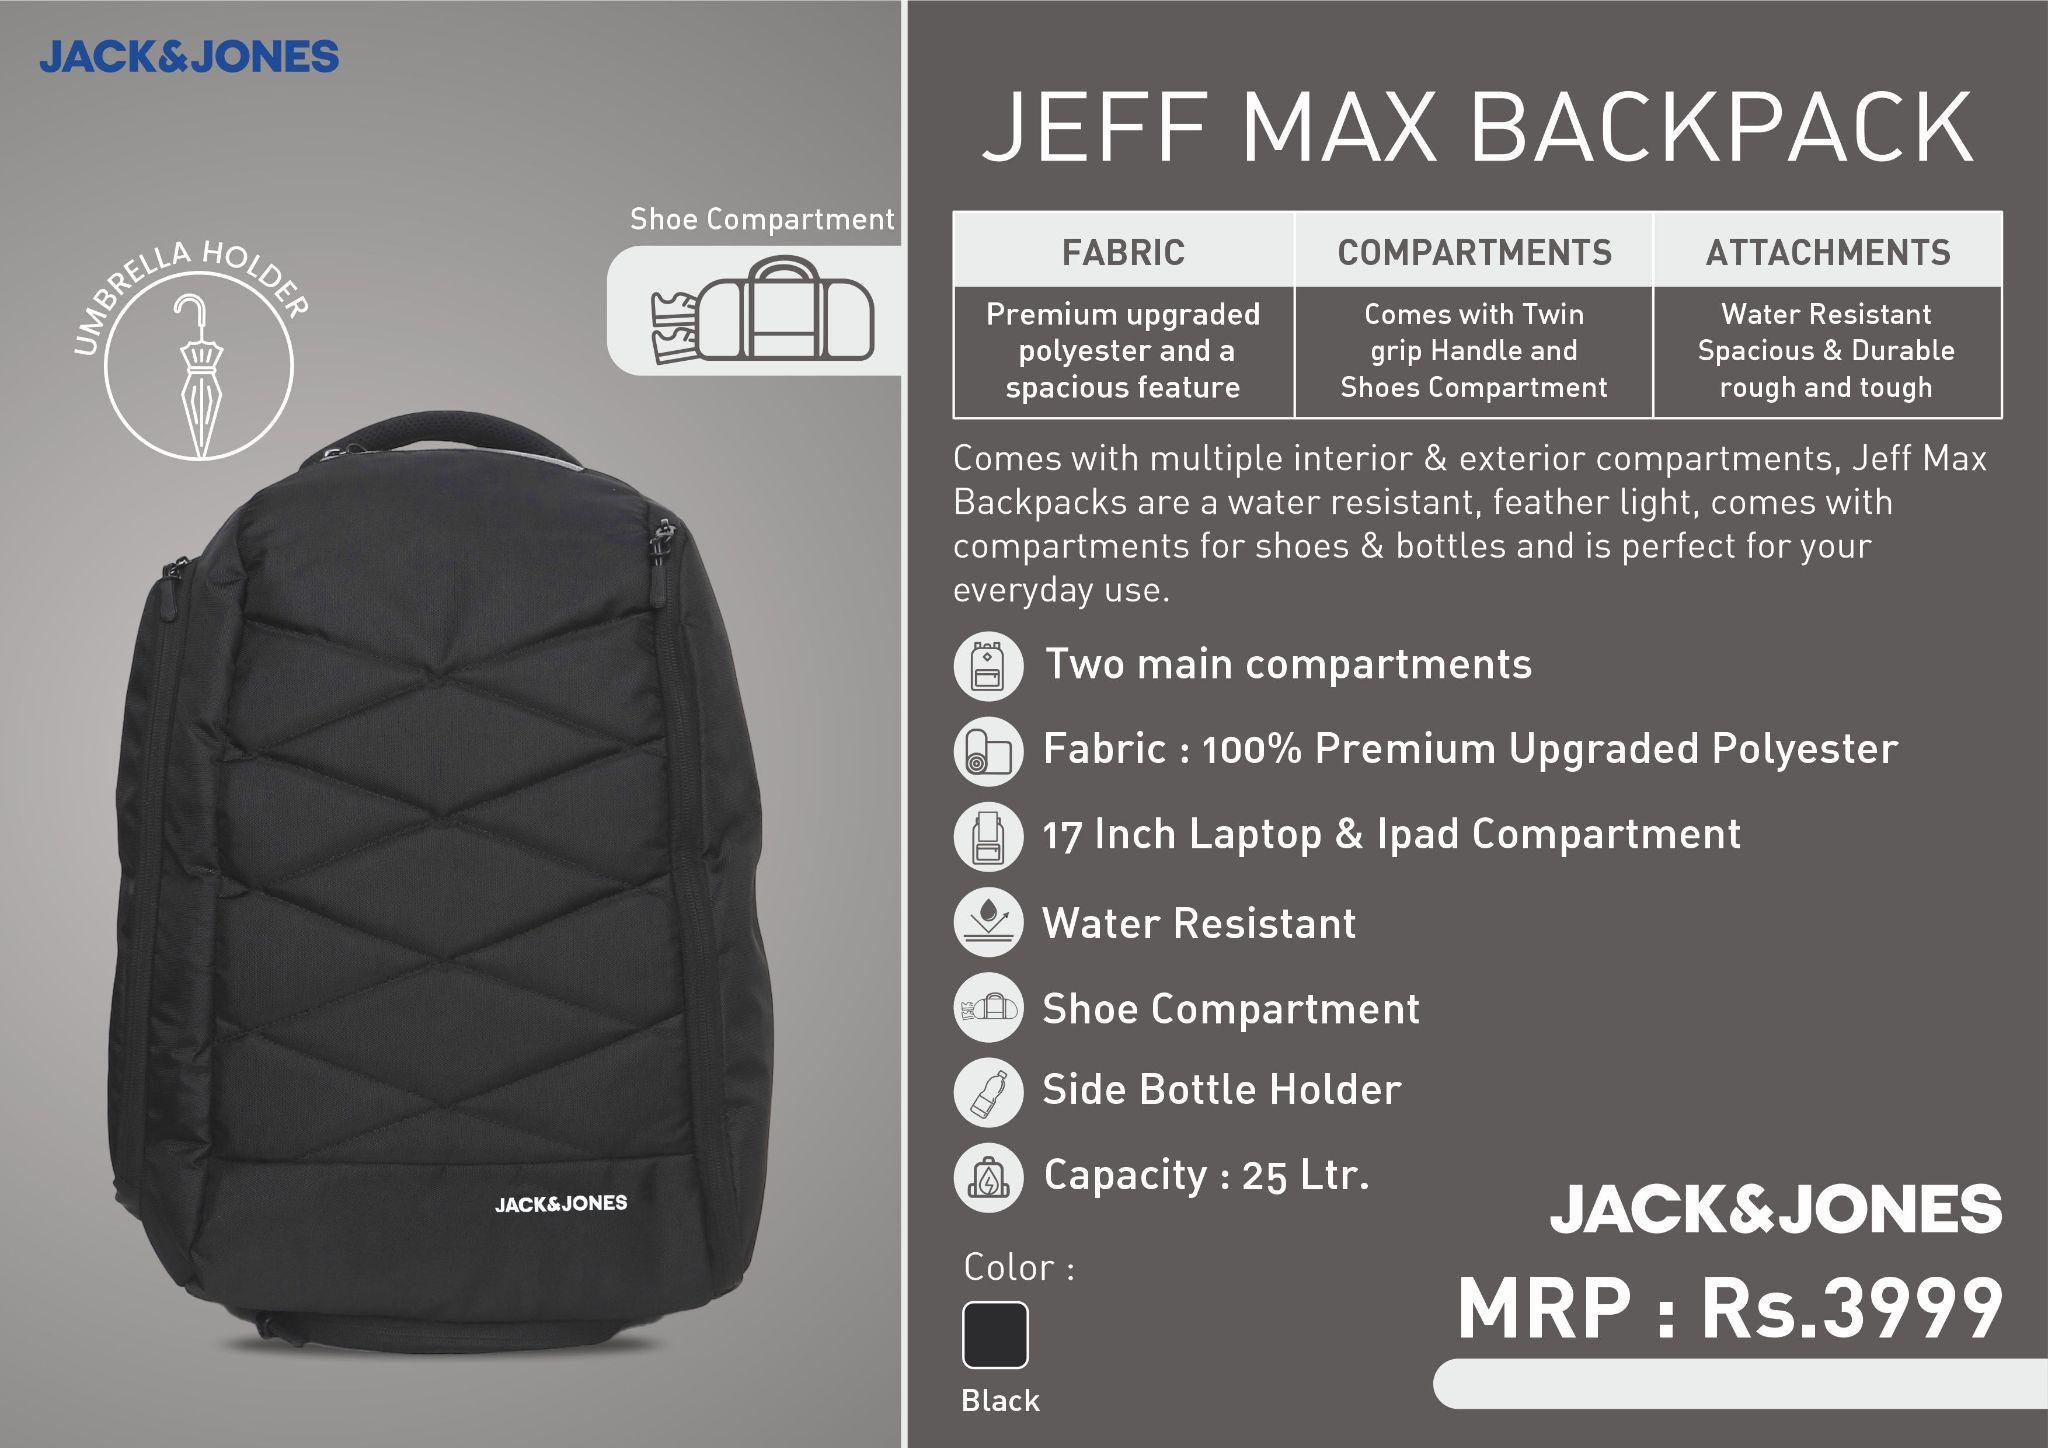 JACK&JONES
UMBRELLA HOLDER
Shoe Compartment
JACK&JONES
JEFF MAX BACKPACK
FABRIC
COMPARTMENTS
ATTACHMENTS
Premium upgraded
polyester and a
spacious feature
Comes with Twin
grip Handle and
Shoes Compartment
Water Resistant
Spacious & Durable
rough and tough
Comes with multiple interior & exterior compartments, Jeff Max
Backpacks are a water resistant, feather light, comes with
compartments for shoes & bottles and is perfect for your
everyday use.
Two main compartments
Fabric : 100% Premium Upgraded Polyester
17 Inch Laptop & Ipad Compartment
Water Resistant
Shoe Compartment
Side Bottle Holder
Capacity : 25 Ltr.
Color :
Black
JACK&JONES
MRP : Rs.3999